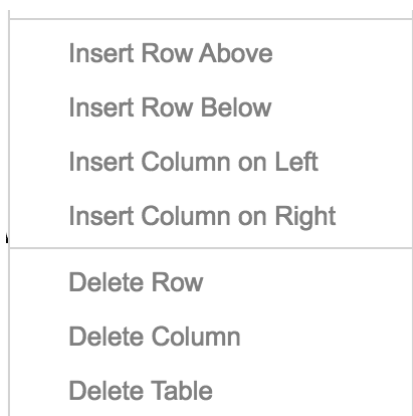 Insert Row Above
Insert Row Below
Insert Column on Left
Insert Column on Right
Delete Row
Delete Column
Delete Table